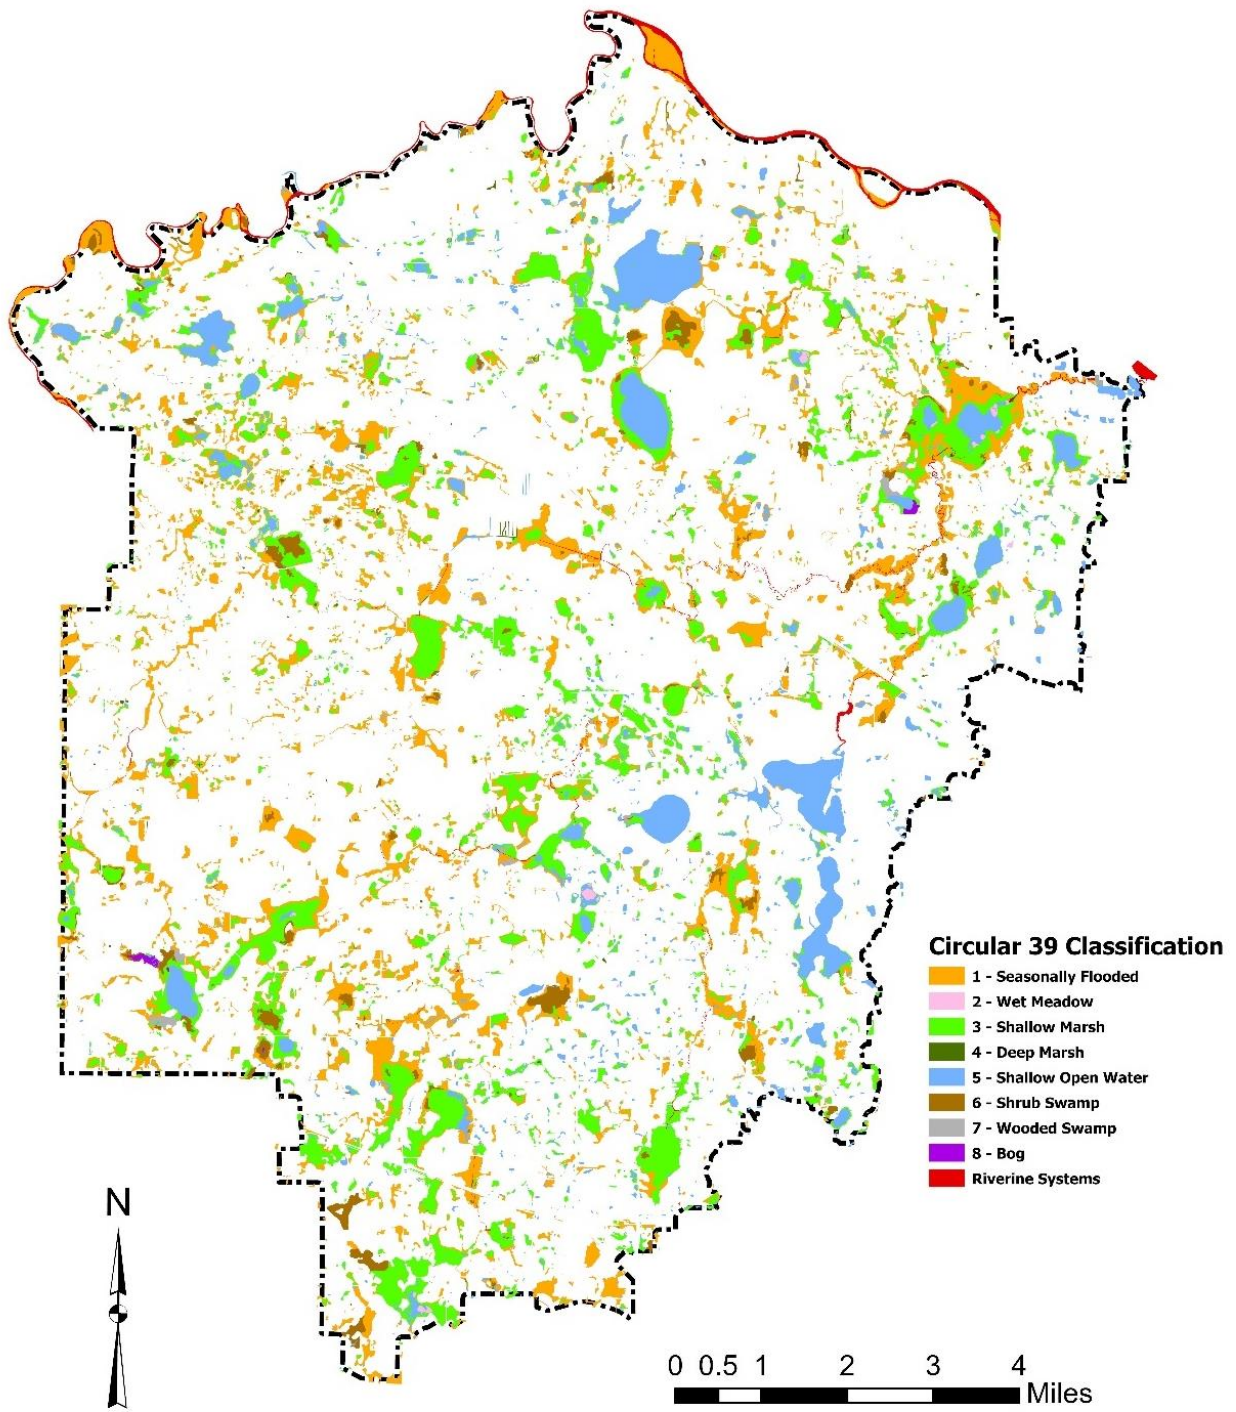 Circular 39 Classification
1 - Seasonally Flooded
2 - Wet Meadow
3 - Shallow Marsh
4 - Deep Marsh
5 - Shallow Open Water
6 - Shrub Swamp
7 - Wooded Swamp
8 - Bog
Riverine Systems
N
0 0.5 1 2 3 4
Miles